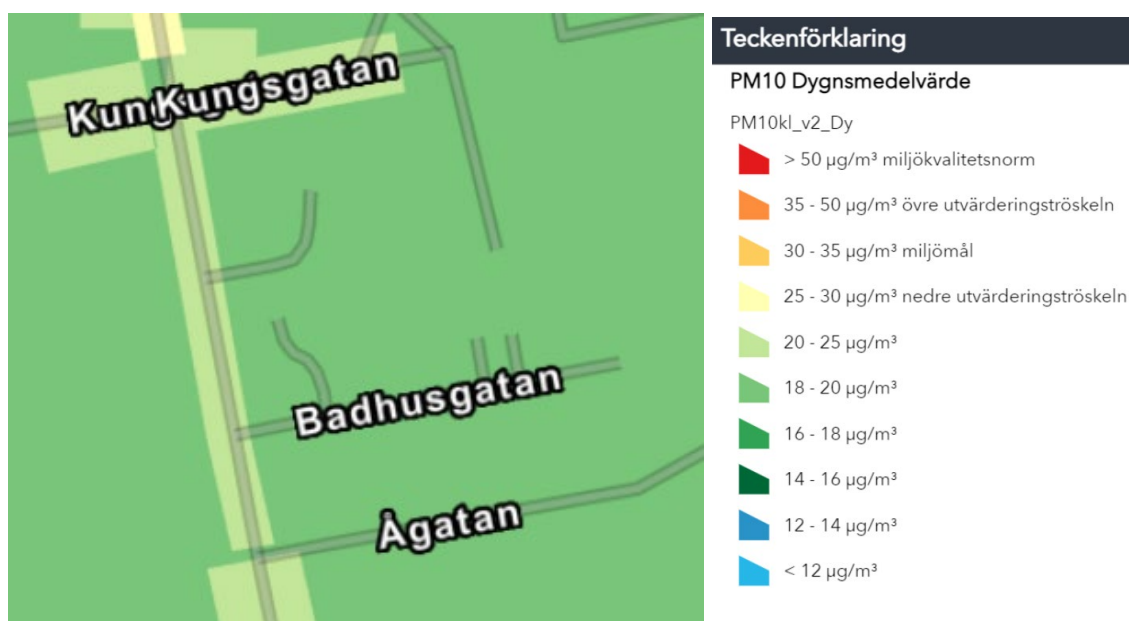 Kungsgatan
Badhusgatan
Ågatan
Teckenförklaring
PM10 Dygnsmedelvärde
PM10kl_v2_Dy
> 50 µg/m³ miljökvalitetsnorm
35 - 50 µg/m³ övre utvärderingströskeln
30 - 35 µg/m³ miljömål
25 - 30 µg/m³ nedre utvärderingströskeln
20 - 25 µg/m³
18 - 20 µg/m³
16 - 18 µg/m³
14 - 16 µg/m³
12 - 14 µg/m³
< 12 µg/m³